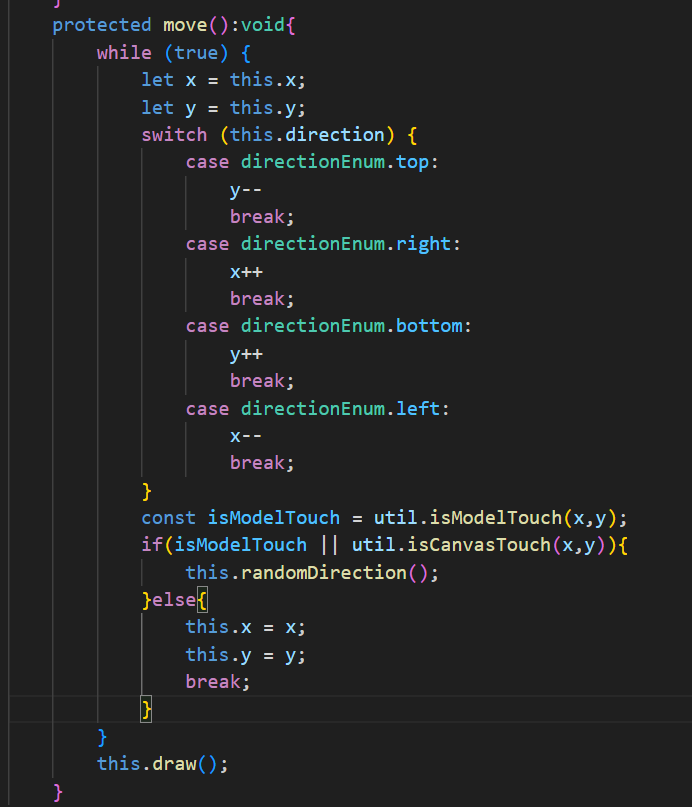 }
protected move():void{
while (true) {
let x = this.x;
let y = this.y;
switch (this.direction) {
case directionEnum.top:
y--
break;
case directionEnum.right:
x++
break;
case directionEnum.bottom:
y++
break;
case directionEnum.left:
x--
break;
}
const isModelTouch = util.isModelTouch(x,y);
if(isModelTouch || util.isCanvasTouch(x,y)){
this.randomDirection();
}else{
this.x = x;
this.y = y;
break;
}
}
this.draw();
}